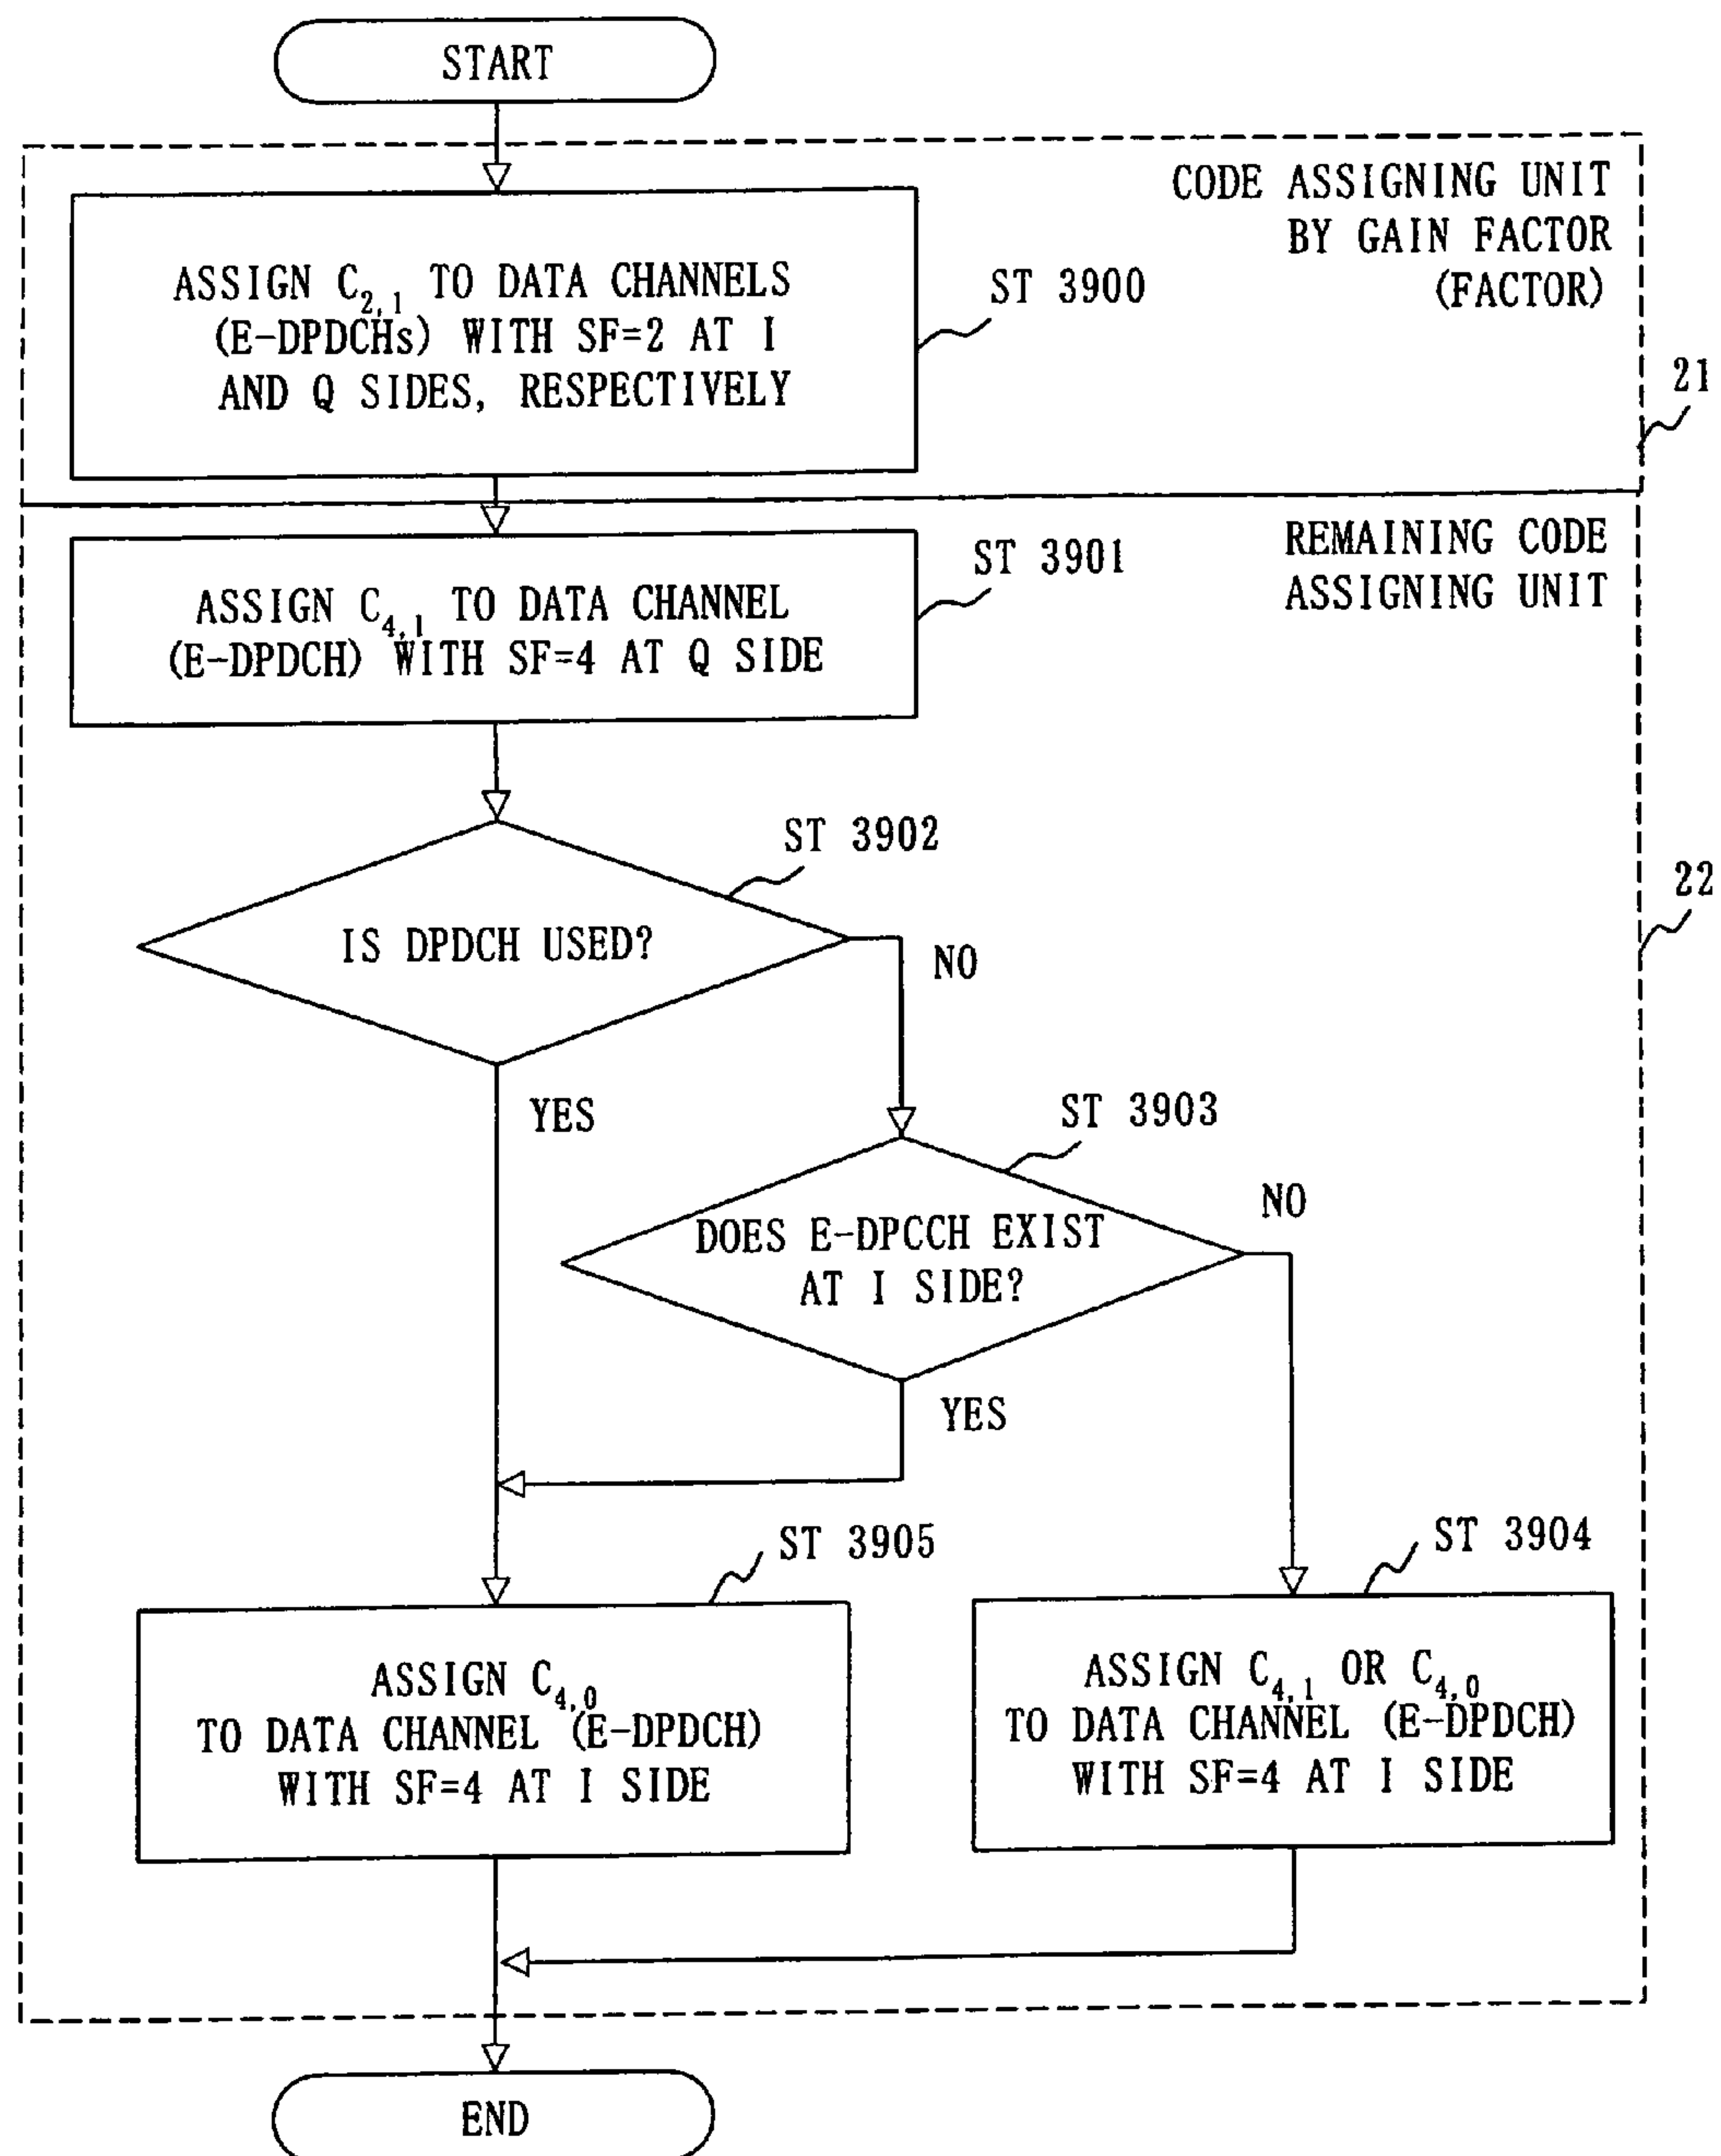 START
CODE ASSIGNING UNIT
BY GAIN FACTOR
(FACTOR)
ASSIGN C2,1 TO DATA CHANNELS
(E-DPDCHs) WITH SF=2 AT I
AND Q SIDES, RESPECTIVELY
ST 3900
21
REMAINING CODE
ASSIGNING UNIT
ST 3901
ASSIGN C4,1 TO DATA CHANNEL
(E-DPDCH) WITH SF=4 AT Q SIDE
ST 3902
22
IS DPDCH USED?
NO
YES
ST 3903
DOES E-DPCCH EXIST
AT I SIDE?
NO
YES
ST 3905
ST 3904
ASSIGN C4,0
TO DATA CHANNEL (E-DPDCH)
WITH SF=4 AT I SIDE
ASSIGN C4,1 OR C4,0
TO DATA CHANNEL (E-DPDCH)
WITH SF=4 AT I SIDE
END